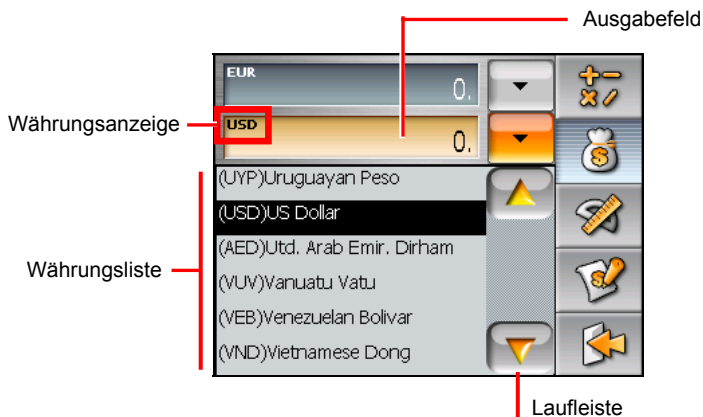 Ausgabefeld
EUR
0.
Währungsanzeige
USD
0.
(UYP)Uruguayan Peso
(USD)US Dollar
(AED)Utd. Arab Emir. Dirham
Währungsliste
(VUV)Vanuatu Vatu
(VEB)Venezuelan Bolivar
(VND)Vietnamese Dong
Laufleiste